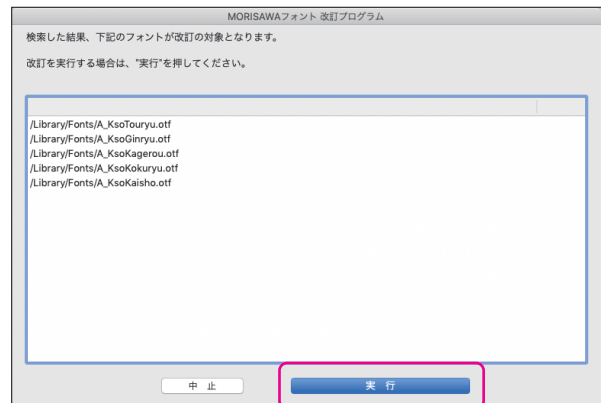 MORISAWAフォント 改訂プログラム
検索した結果、下記のフォントが改訂の対象となります。
改訂を実行する場合は、"実行"を押してください。
/Library/Fonts/A_KsoTouryu.otf
/Library/Fonts/A_KsoGinryu.otf
/Library/Fonts/A_KsoKagerou.otf
/Library/Fonts/A_KsoKokuryu.otf
/Library/Fonts/A_KsoKaisho.otf
中 止 実 行